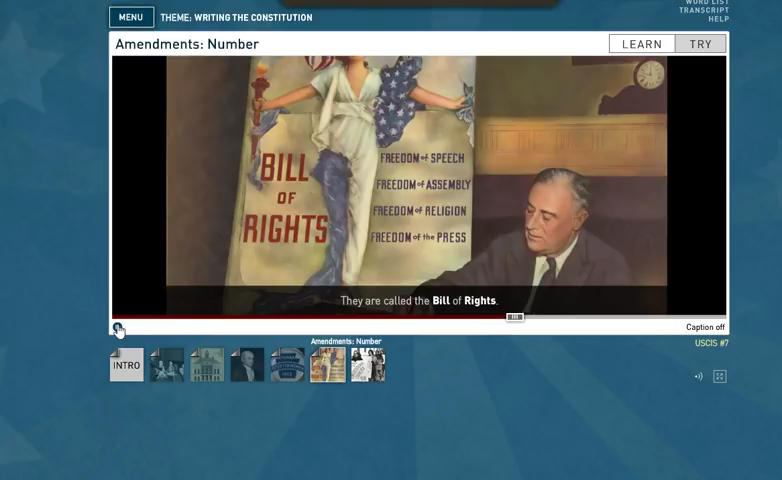 WORD LIST
TRANSCRIPT
HELP
MENU
THEME: WRITING THE CONSTITUTION
Amendments: Number
LEARN
TRY
BILL
OF
RIGHTS
FREEDOM of SPEECH
FREEDOM of ASSEMBLY
FREEDOM of RELIGION
FREEDOM of the PRESS
They are called the Bill of Rights.
Caption off
Amendments: Number
USCIS #7
INTRO